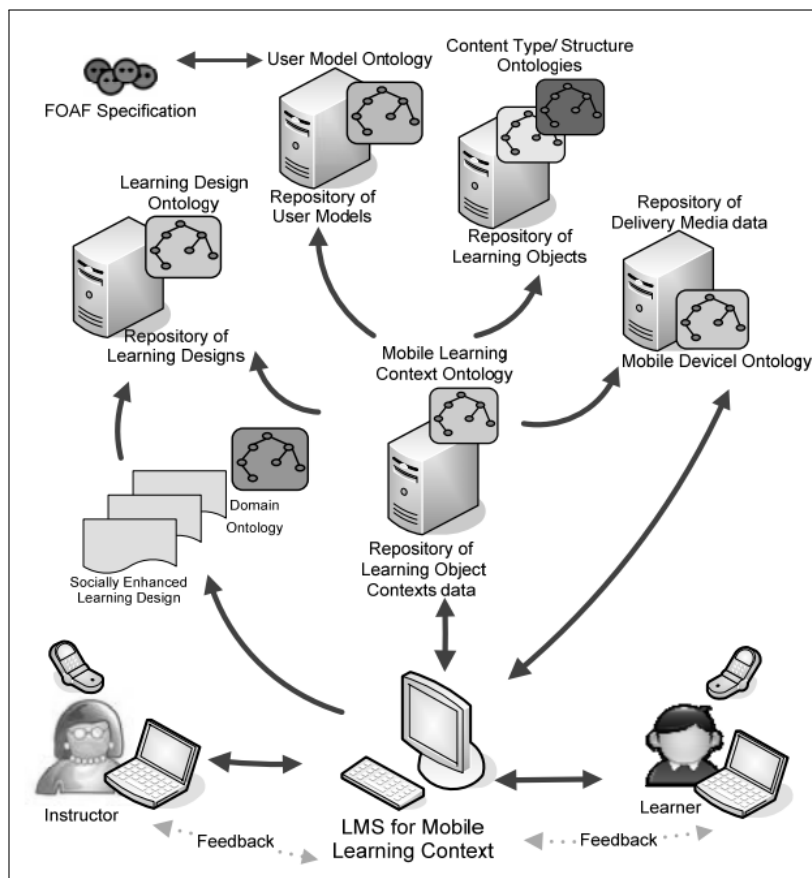 User Model Ontology
Content Type/ Structure
Ontologies
FOAF Specification
Learning Design
Ontology
Repository of
User Models
Repository of
Learning Objects
Repository of
Delivery Media data
Repository of
Learning Designs
Mobile Learning
Context Ontology
Mobile Devicel Ontology
Domain
Ontology
Socially Enhanced
Learning Design
Repository of
Learning Object
Contexts data
Instructor
Feedback
LMS for Mobile
Learning Context
Feedback
Learner